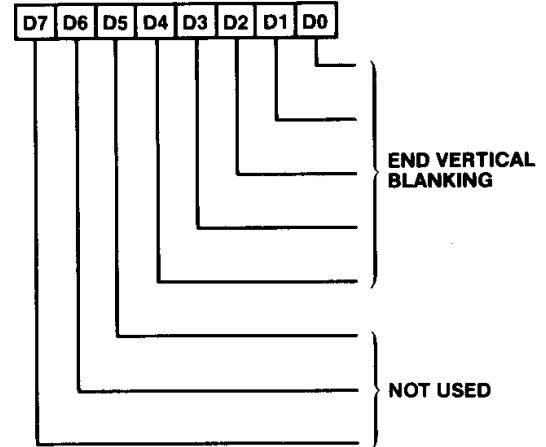 D7 D6 D5 D4 D3 D2 D1 D0
END VERTICAL
BLANKING
NOT USED